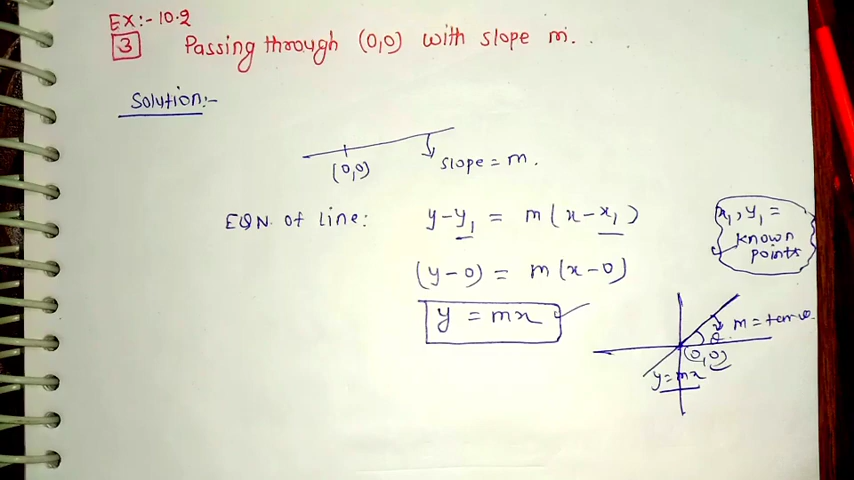 EX:- 10.2
3 Passing through (0,0) with slope m.
Solution:-
(0,0) slope = m.
EQN. of line: y-y₁ = m(x-x₁)
x₁, y₁ = known points
(y-0) = m(x-0)
y = mx
m = tanθ.
θ
(0,0)
y=mx